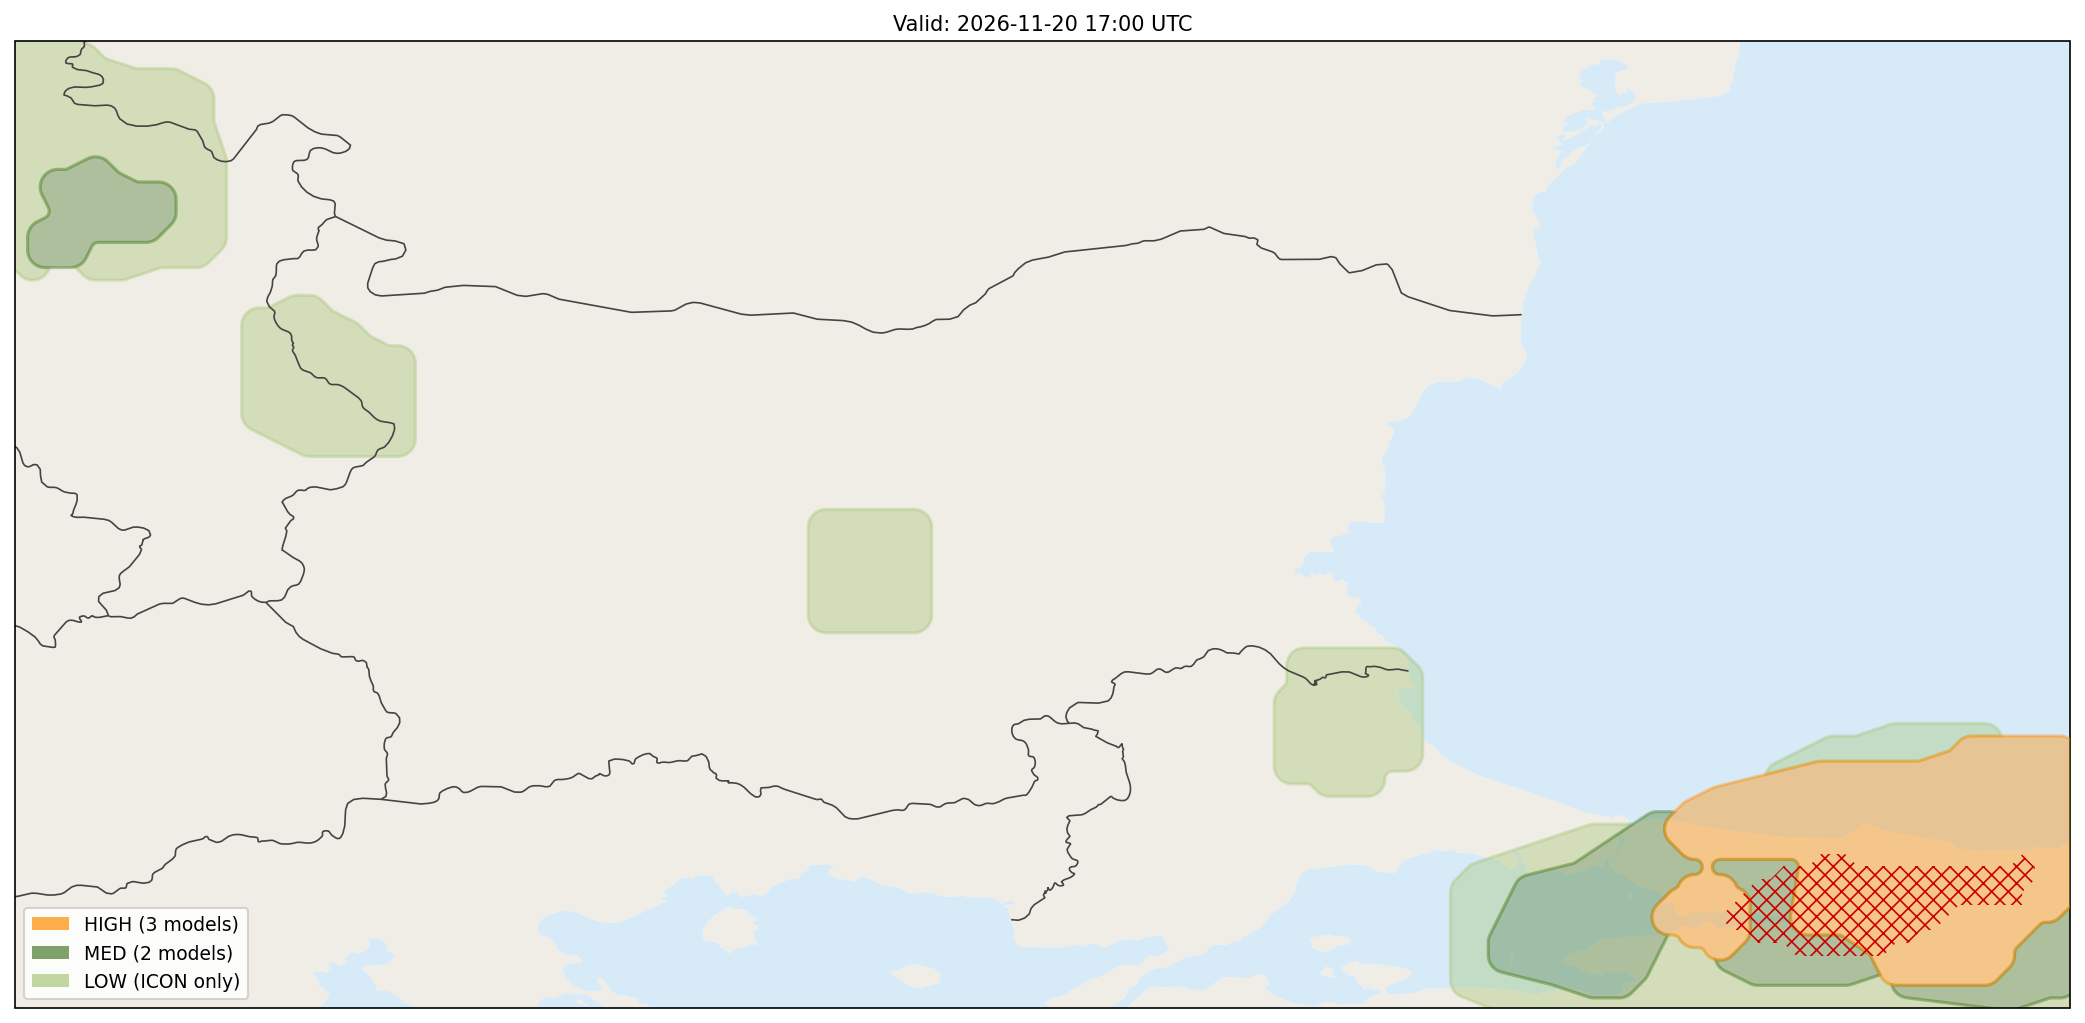 Valid: 2026-11-20 17:00 UTC
HIGH (3 models)
MED (2 models)
LOW (ICON only)